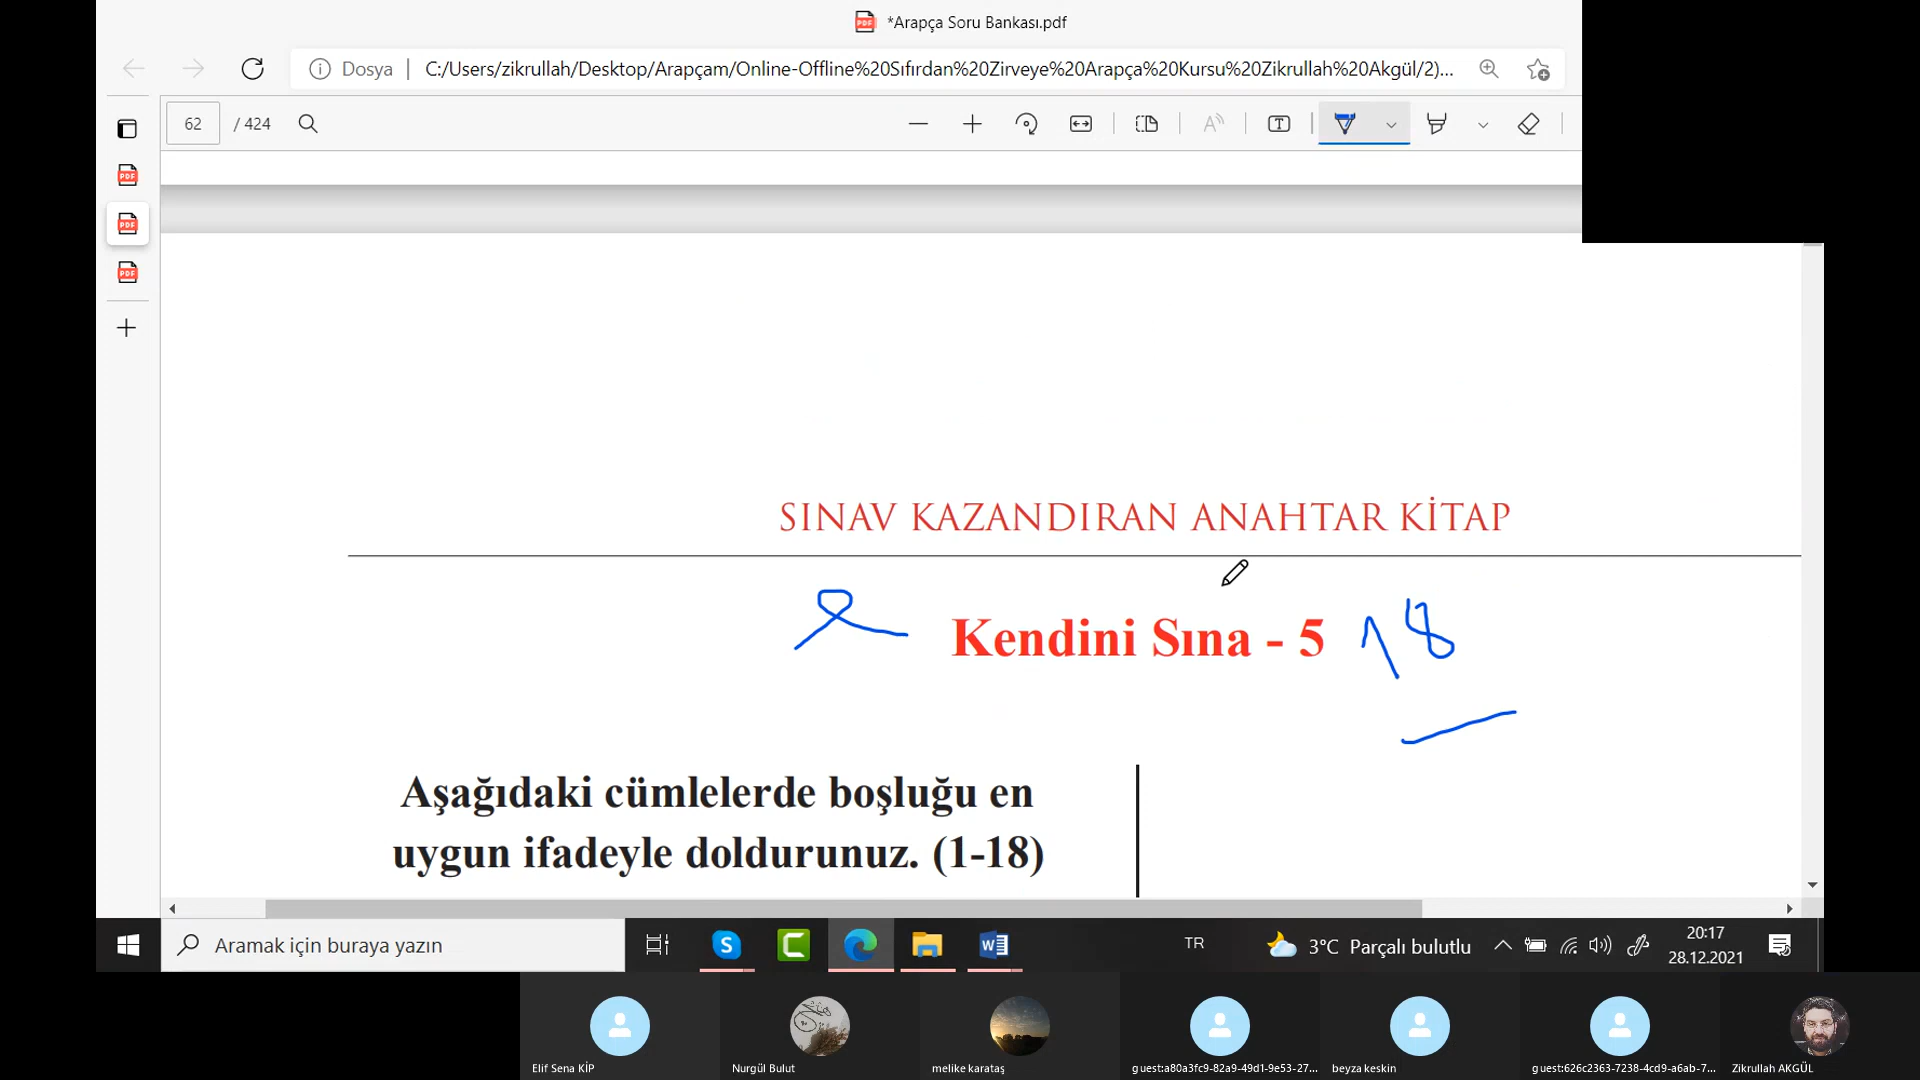 *Arapça Soru Bankası.pdf
Dosya
C:/Users/zikrullah/Desktop/Arapçam/Online-Offline%20Sıfırdan%20Zirveye%20Arapça%20Kursu%20Zikrullah%20Akgül/2)...
62 / 424
SINAV KAZANDIRAN ANAHTAR KİTAP
Kendini Sına - 5 18
Aşağıdaki cümlelerde boşluğu en
uygun ifadeyle doldurunuz. (1-18)
Aramak için buraya yazın
TR
3°C Parçalı bulutlu
20:17
28.12.2021
Elif Sena KİP
Nurgül Bulut
melike karataş
guest:a80a3fc9-82a9-49d1-9e53-27...
beyza keskin
guest:626c2363-7238-4cd9-a6ab-7...
Zikrullah AKGÜL